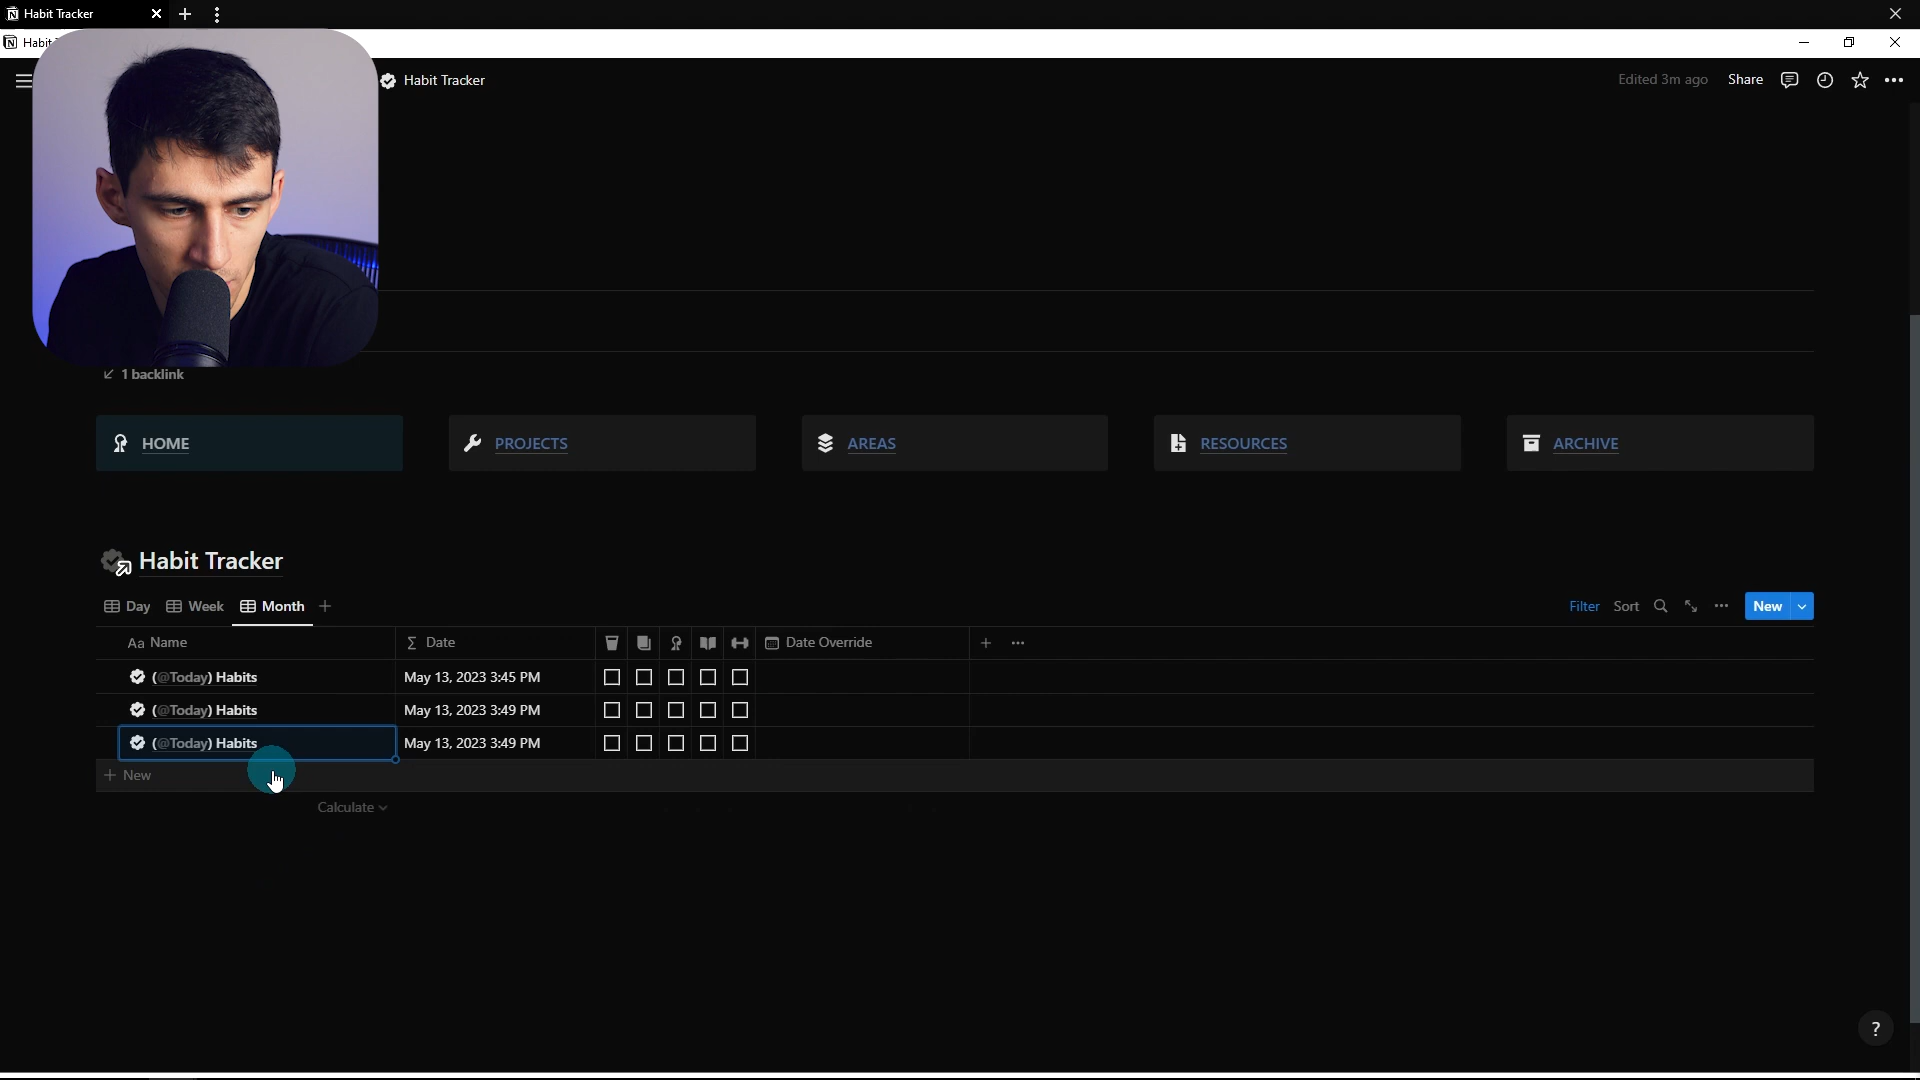 Habit Tracker
Habit
Habit Tracker
Edited 3m ago Share
1 backlink
HOME PROJECTS AREAS RESOURCES ARCHIVE
Habit Tracker
Day Week Month
Filter Sort New
Aa Name Σ Date Date Override
(@Today) Habits May 13, 2023 3:45 PM
(@Today) Habits May 13, 2023 3:49 PM
(@Today) Habits May 13, 2023 3:49 PM
+ New
Calculate
?